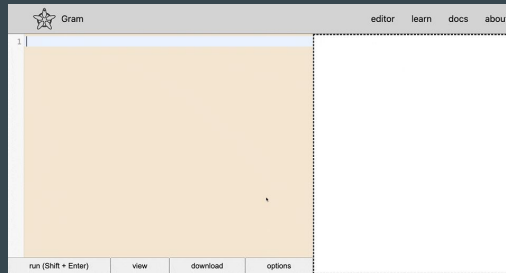 Gram editor learn docs abou
1
run (Shift + Enter) view download options